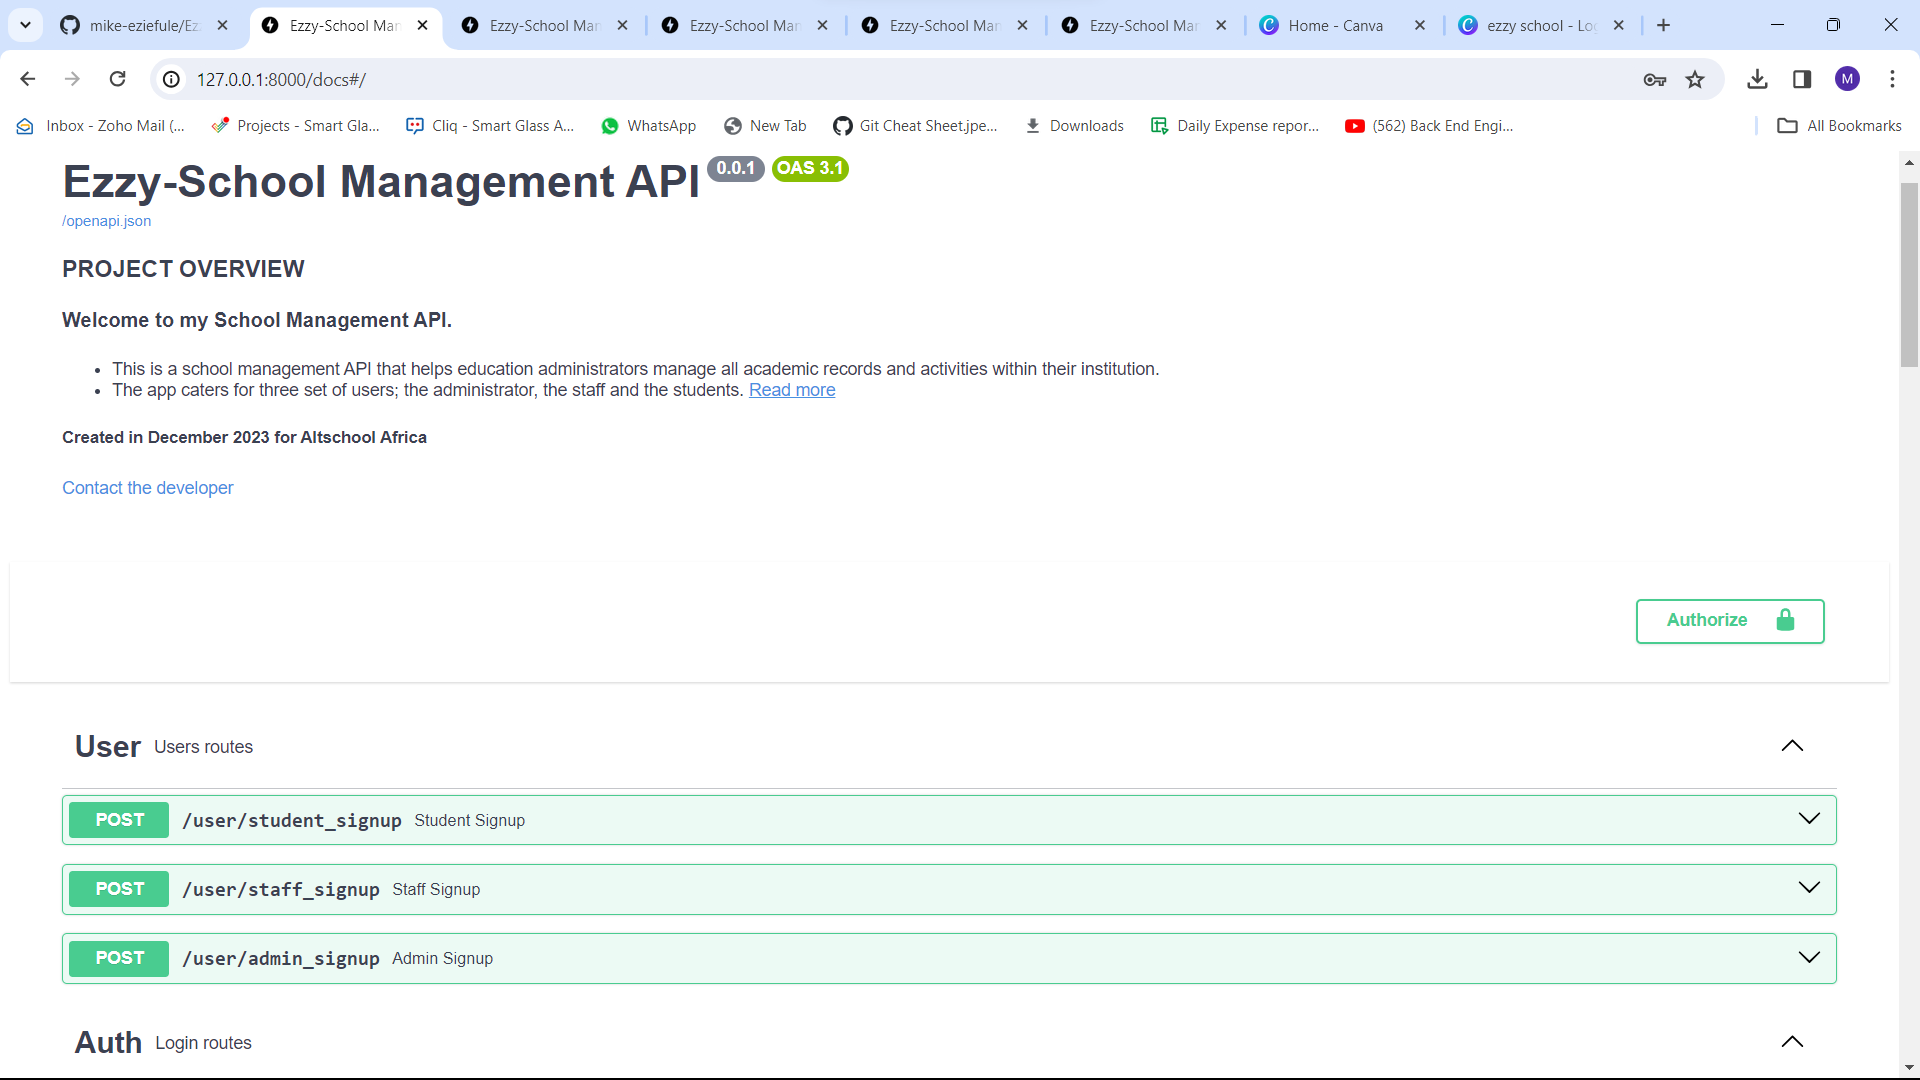 mike-eziefule/Ez
Ezzy-School Man
Ezzy-School Man
Ezzy-School Man
Ezzy-School Man
Ezzy-School Man
Home - Canva
ezzy school - Lo
127.0.0.1:8000/docs#/
M
Inbox - Zoho Mail (...
Projects - Smart Gla...
Cliq - Smart Glass A...
WhatsApp
New Tab
Git Cheat Sheet.jpe...
Downloads
Daily Expense repor...
(562) Back End Engi...
All Bookmarks
Ezzy-School Management API 0.0.1 OAS 3.1
/openapi.json
PROJECT OVERVIEW
Welcome to my School Management API.
• This is a school management API that helps education administrators manage all academic records and activities within their institution.
• The app caters for three set of users; the administrator, the staff and the students. Read more
Created in December 2023 for Altschool Africa
Contact the developer
Authorize
User Users routes
POST /user/student_signup Student Signup
POST /user/staff_signup Staff Signup
POST /user/admin_signup Admin Signup
Auth Login routes